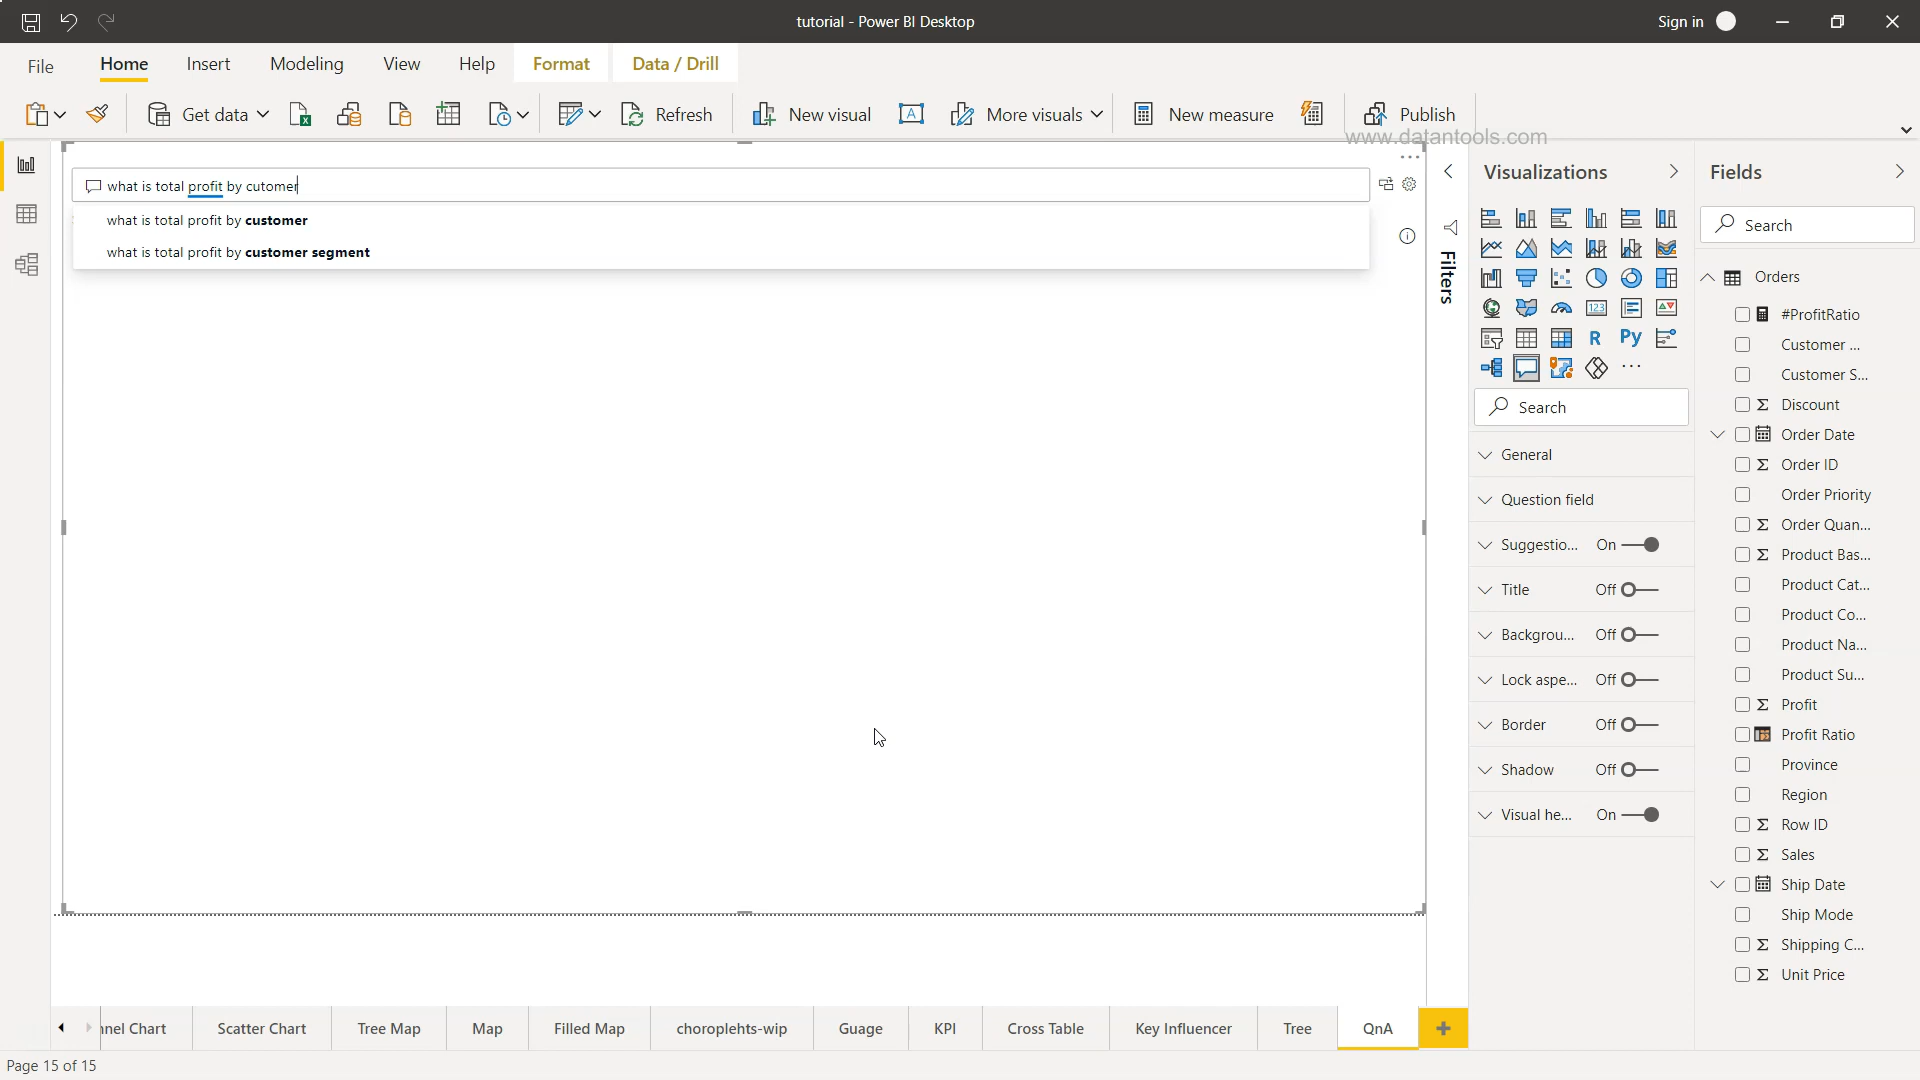 tutorial - Power BI Desktop
Sign in
File Home Insert Modeling View Help Format Data / Drill
Get data Refresh New visual More visuals New measure Publish
www.datantools.com
what is total profit by cutomer
what is total profit by customer
what is total profit by customer segment
Filters
Visualizations
R Py
123
Search
General
Question field
Suggestio... On
Title Off
Backgrou... Off
Lock aspe... Off
Border Off
Shadow Off
Visual he... On
Fields
Search
Orders
#ProfitRatio
Customer ...
Customer S...
Discount
Order Date
Order ID
Order Priority
Order Quan...
Product Bas...
Product Cat...
Product Co...
Product Na...
Product Su...
Profit
Profit Ratio
Province
Region
Row ID
Sales
Ship Date
Ship Mode
Shipping C...
Unit Price
nnel Chart Scatter Chart Tree Map Map Filled Map choroplehts-wip Guage KPI Cross Table Key Influencer Tree QnA
Page 15 of 15